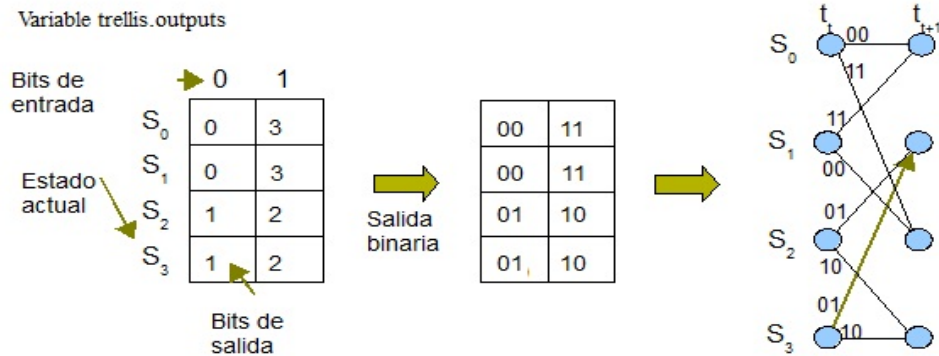 Variable trellis.outputs
Bits de
entrada
0 1
S0 0 3
S1 0 3
S2 1 2
S3 1 2
Estado
actual
Bits de
salida
Salida
binaria
00 11
00 11
01 10
01 10
tt tt+1
S0 00
11
S1 11
00
S2 01
10
S3 01
10